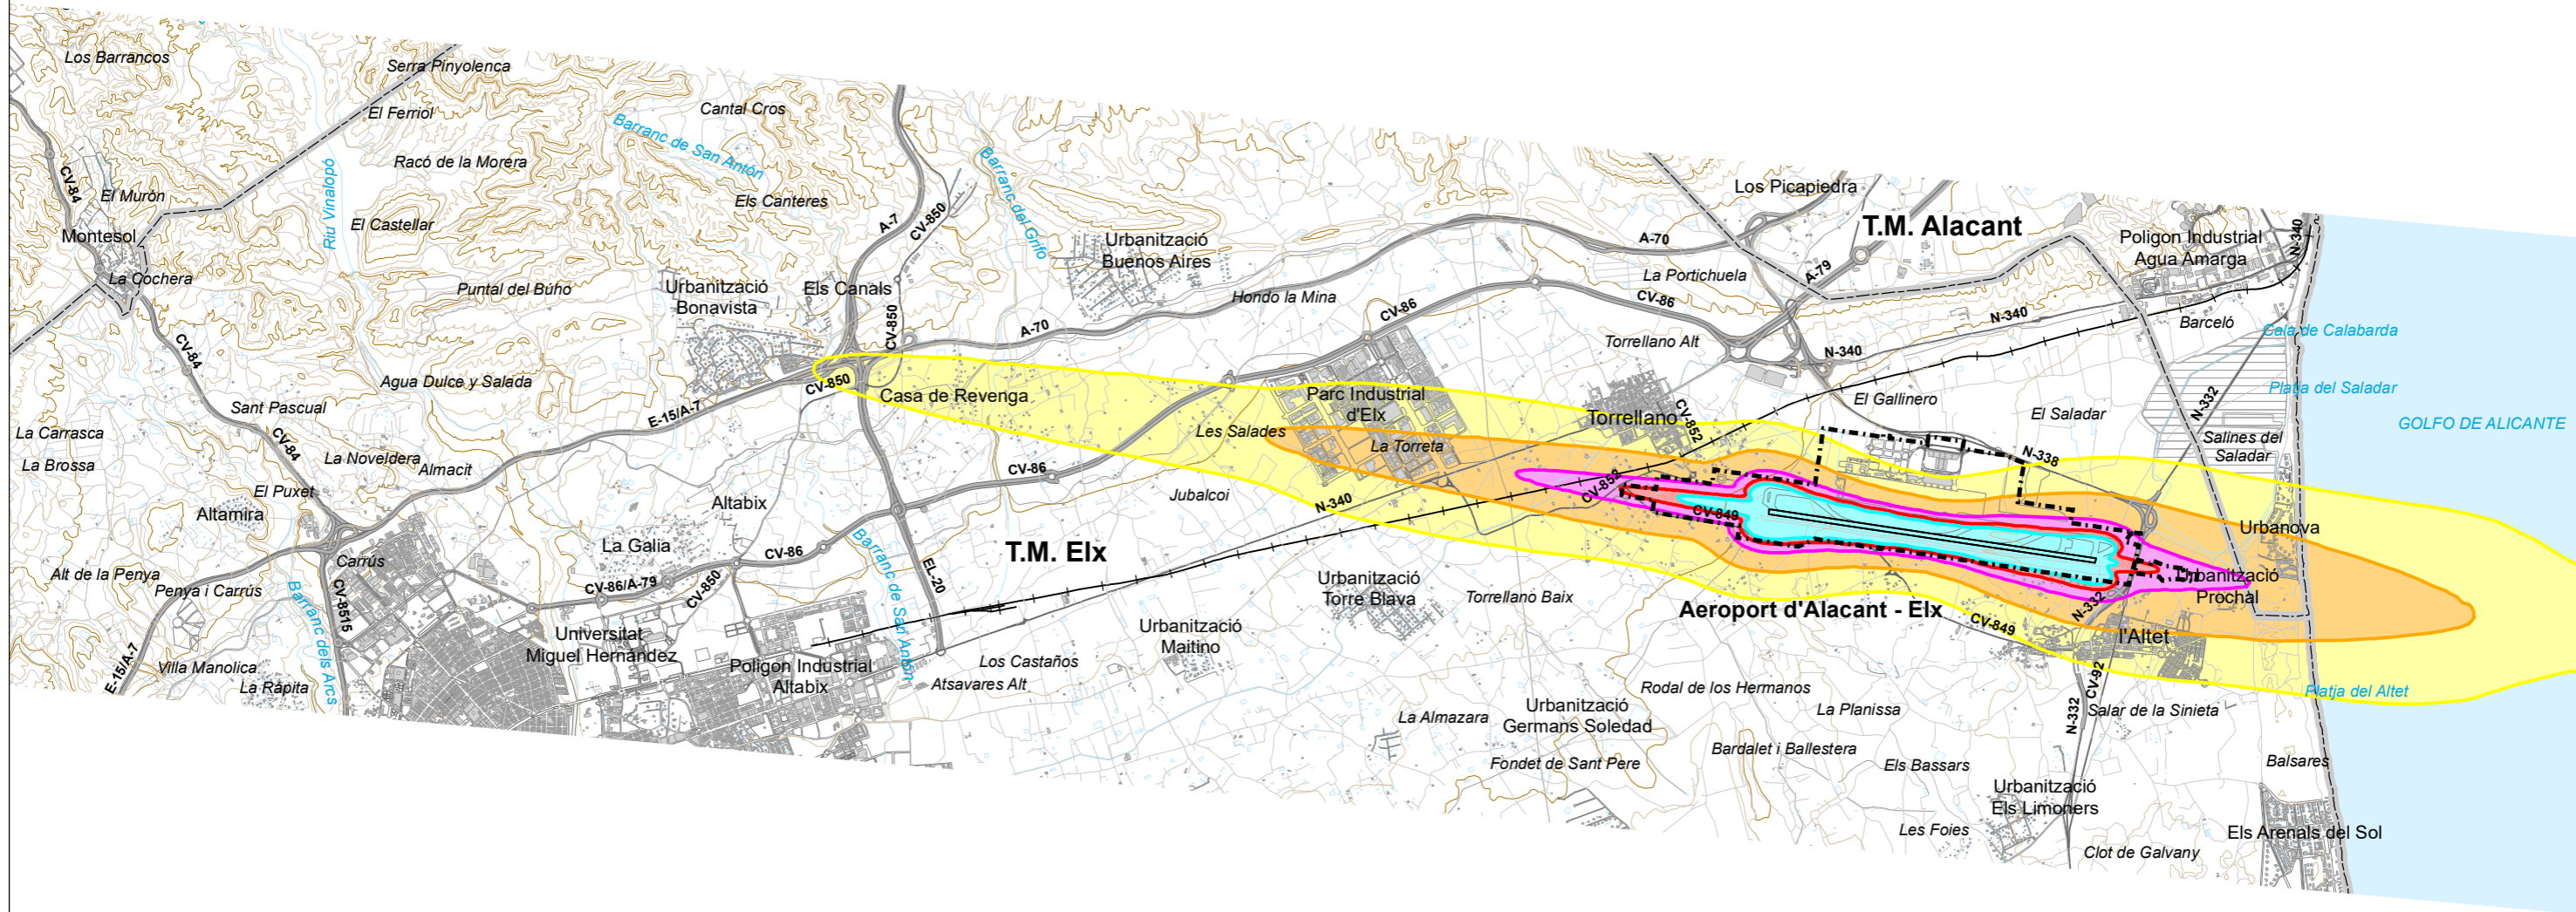 Los Barrancos
Serra Pinyolenca
El Ferriol
Cantal Cros
Barranc de San Antón
Racó de la Morera
Riu Vinalopó
CV-84
El Murón
El Castellar
Els Canteres
A-7
CV-850
Barranc del Grifo
Montesol
La Cochera
Puntal del Búho
Urbanització
Bonavista
Els Canals
CV-850
Urbanització
Buenos Aires
Hondo la Mina
A-70
CV-86
A-70
Los Picapiedra
T.M. Alacant
La Portichuela
A-79
CV-86
Torrellano Alt
N-340
N-340
Poligon Industrial
Agua Amarga
N-340
Barceló
Cala de Calabarda
Platja del Saladar
GOLFO DE ALICANTE
N-332
Salines del
Saladar
El Saladar
El Gallinero
N-338
CV-84
Agua Dulce y Salada
Sant Pascual
La Carrasca
La Brossa
CV-84
La Noveldera
Almacit
E-15/A-7
CV-850
Casa de Revenga
Les Salades
Parc Industrial
d'Elx
La Torreta
Torrellano
CV-852
CV-852
CV-849
El Puxet
Altamira
Altabix
La Galia
CV-86
CV-86
Jubalcoi
N-340
T.M. Elx
Barranc de San Antón
EL-20
Carrús
Alt de la Penya
Penya i Carrús
Barranc dels Arcs
CV-8515
CV-86/A-79
CV-850
Universitat
Miguel Hernández
Poligon Industrial
Altabix
Los Castaños
Atsavares Alt
Urbanització
Maitino
Urbanització
Torre Blava
Torrellano Baix
Aeroport d'Alacant - Elx
CV-849
N-332
Urbanova
Urbanització
Prochal
l'Altet
Platja del Altet
E-15/A-7
Villa Manolica
La Ràpita
La Almazara
Urbanització
Germans Soledad
Fondet de Sant Pere
Rodal de los Hermanos
La Planissa
Bardalet i Ballestera
Els Bassars
N-332
CV-92
Salar de la Sinieta
Urbanització
Els Limoners
Les Foies
Clot de Galvany
Balsares
Els Arenals del Sol